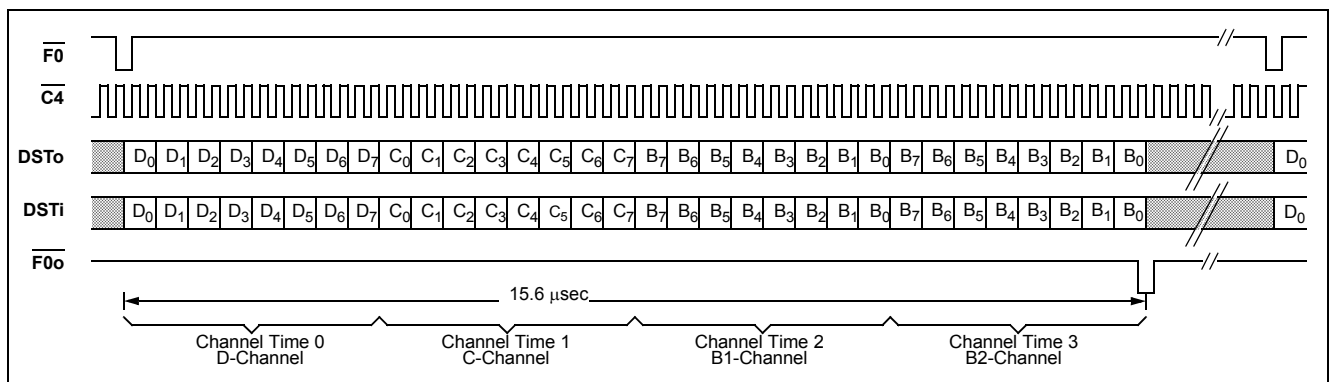 F0
C4
DSTo D0 D1 D2 D3 D4 D5 D6 D7 C0 C1 C2 C3 C4 C5 C6 C7 B7 B6 B5 B4 B3 B2 B1 B0 B7 B6 B5 B4 B3 B2 B1 B0 D0
DSTi D0 D1 D2 D3 D4 D5 D6 D7 C0 C1 C2 C3 C4 C5 C6 C7 B7 B6 B5 B4 B3 B2 B1 B0 B7 B6 B5 B4 B3 B2 B1 B0 D0
F0o
15.6 µsec
Channel Time 0 Channel Time 1 Channel Time 2 Channel Time 3
D-Channel C-Channel B1-Channel B2-Channel